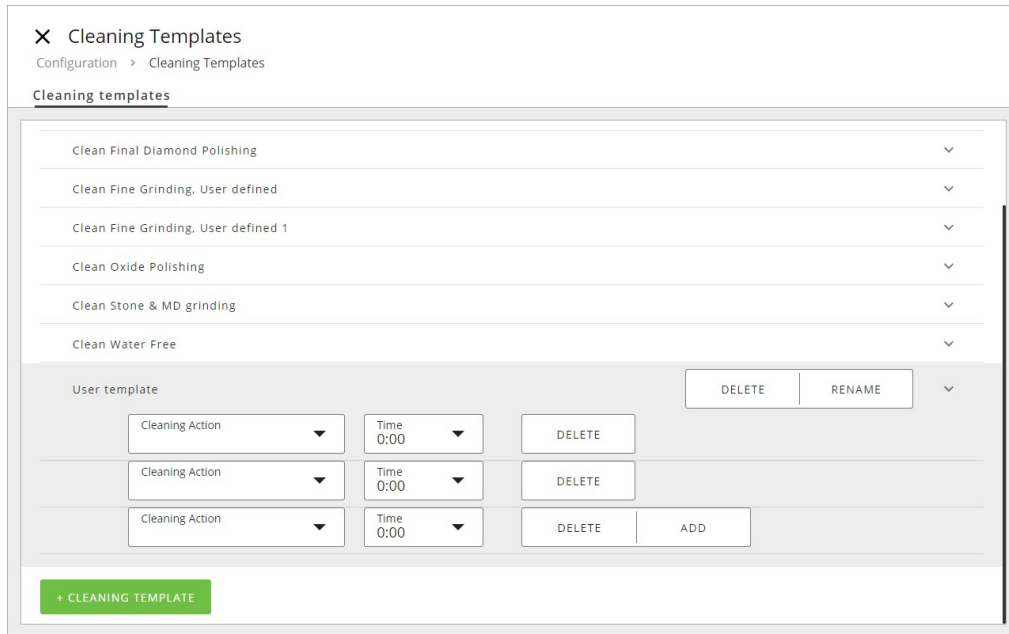 Cleaning Templates
Configuration > Cleaning Templates
Cleaning templates
Clean Final Diamond Polishing
Clean Fine Grinding, User defined
Clean Fine Grinding, User defined 1
Clean Oxide Polishing
Clean Stone & MD grinding
Clean Water Free
User template DELETE RENAME
Cleaning Action Time
0:00 DELETE
Cleaning Action Time
0:00 DELETE
Cleaning Action Time
0:00 DELETE ADD
+ CLEANING TEMPLATE